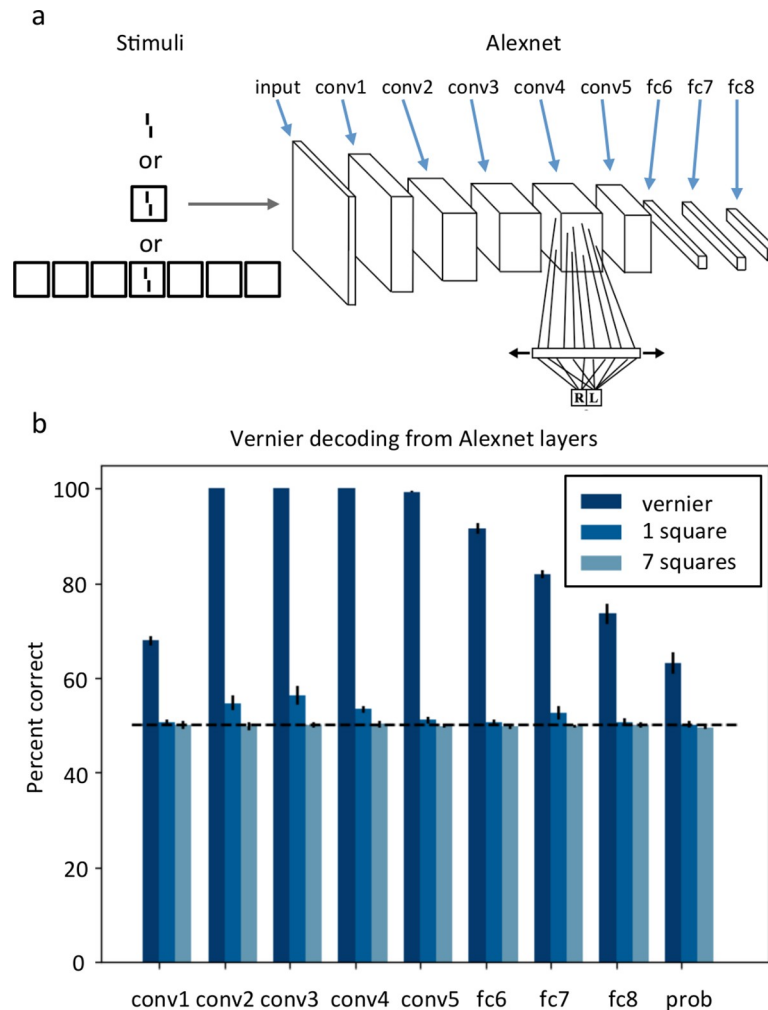 a
Stimuli
Alexnet
input conv1 conv2 conv3 conv4 conv5 fc6 fc7 fc8
or
or
R L
b
Vernier decoding from Alexnet layers
100
80
60
40
20
0
Percent correct
vernier
1 square
7 squares
conv1 conv2 conv3 conv4 conv5 fc6 fc7 fc8 prob